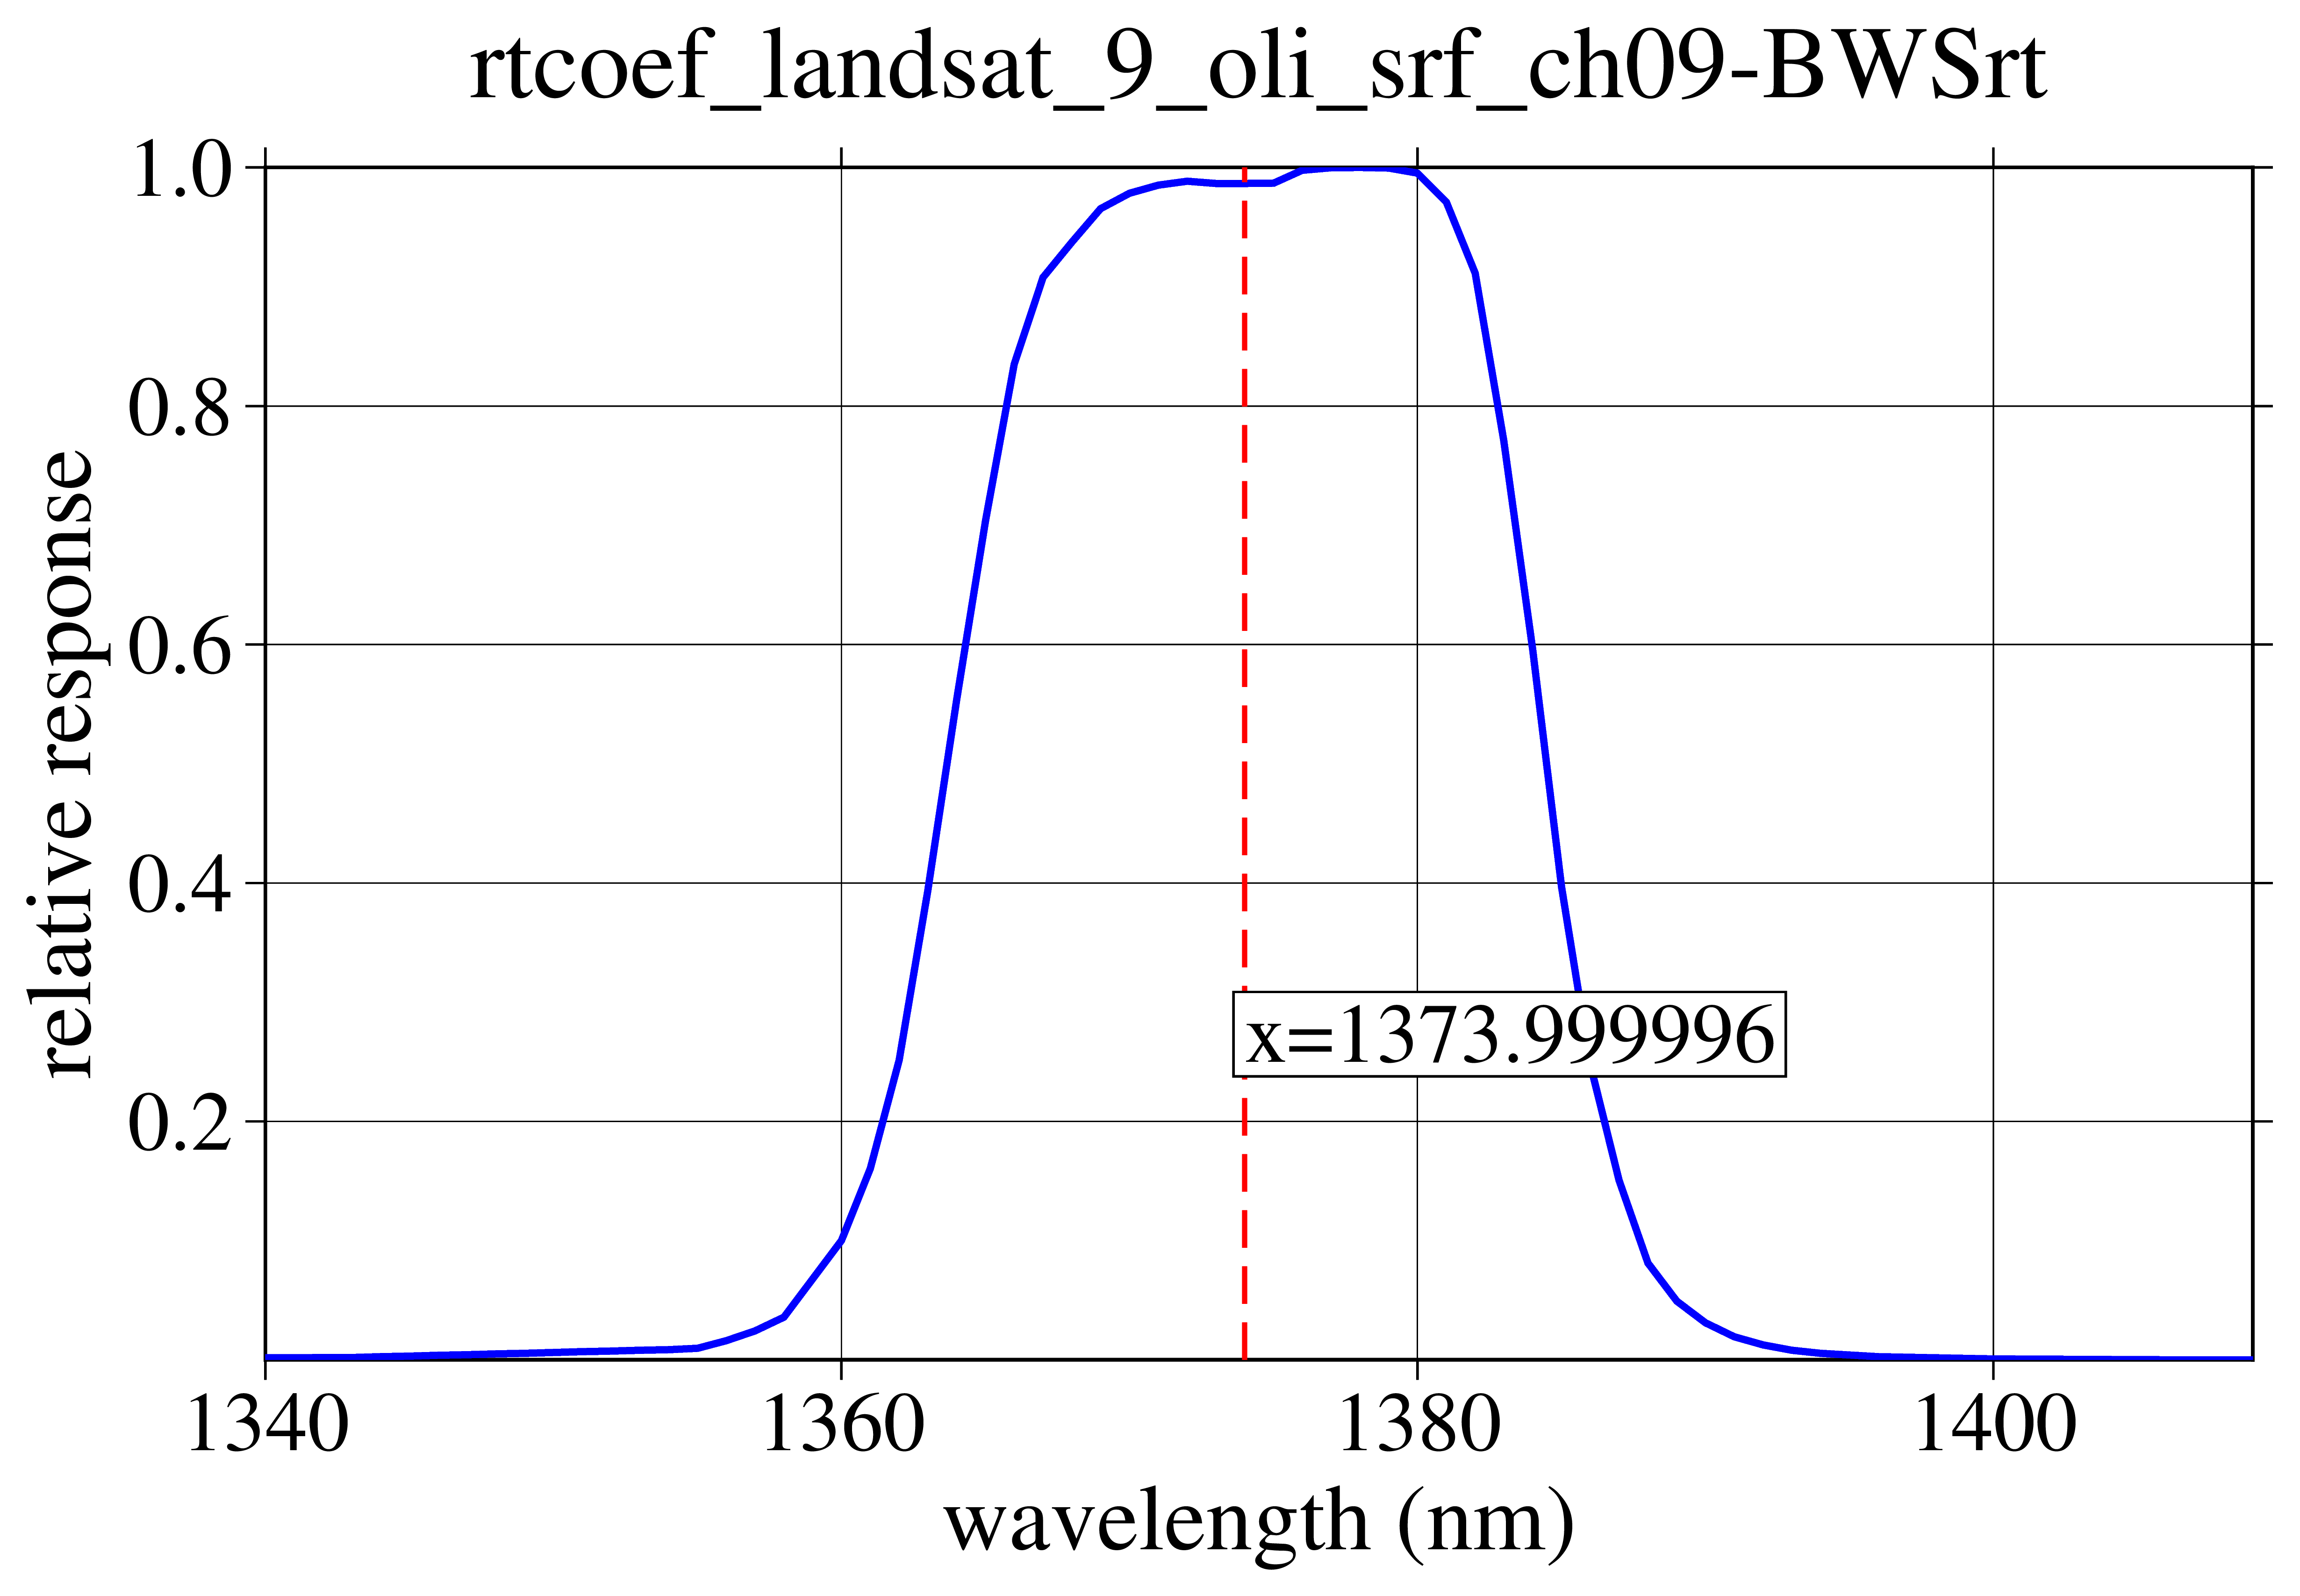 rtcoef_landsat_9_oli_srf_ch09-BWSrt
1.0
0.8
0.6
0.4
0.2
relative response
x=1373.999996
1340 1360 1380 1400
wavelength (nm)